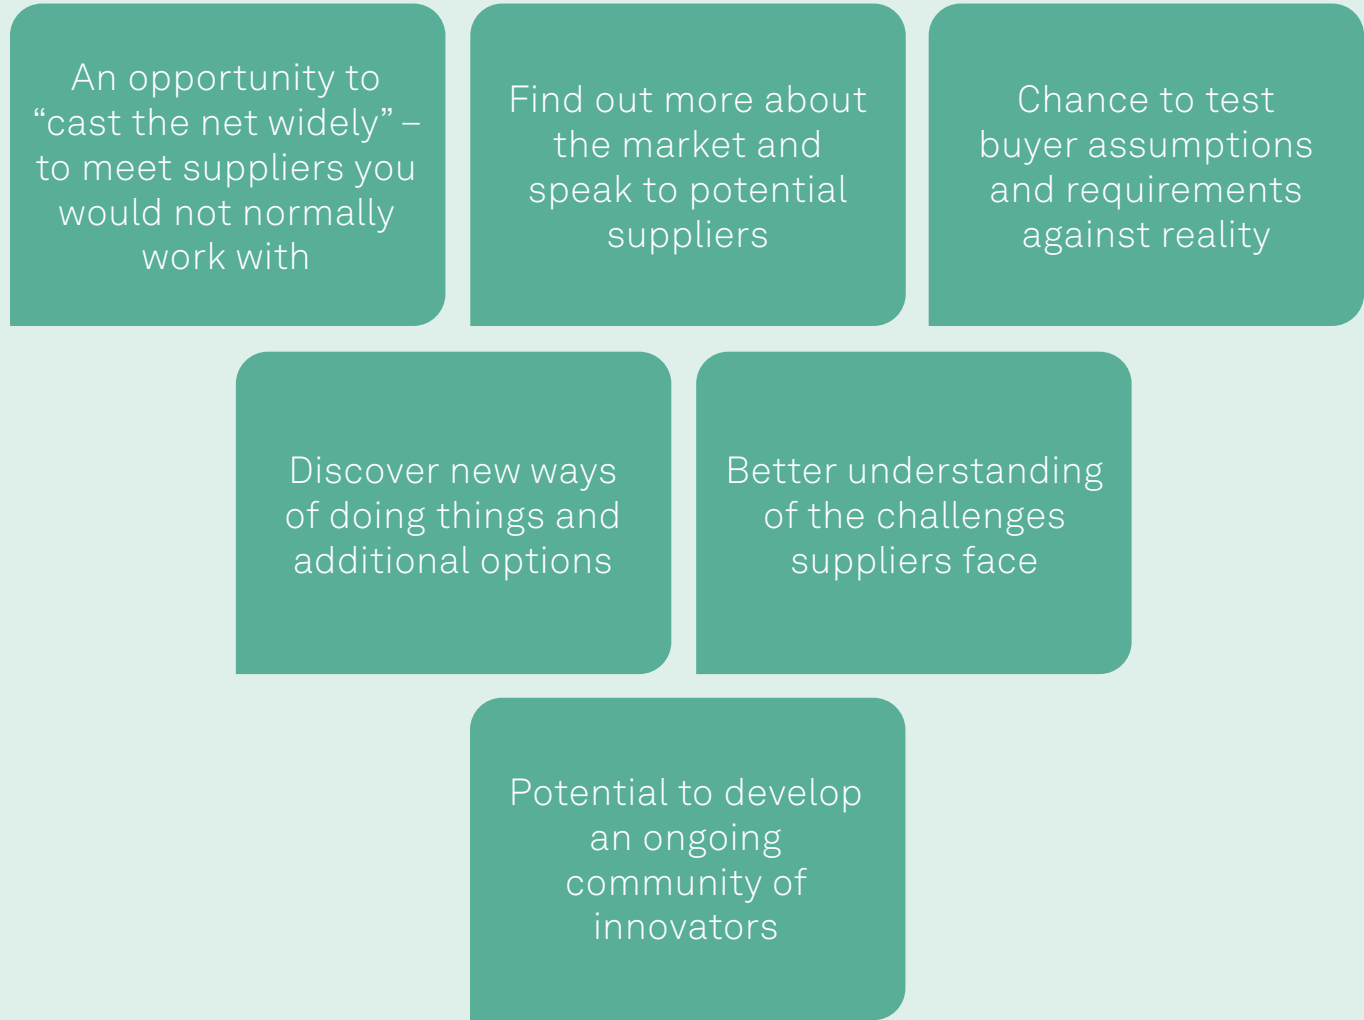 An opportunity to
“cast the net widely” –
to meet suppliers you
would not normally
work with
Find out more about
the market and
speak to potential
suppliers
Chance to test
buyer assumptions
and requirements
against reality
Discover new ways
of doing things and
additional options
Better understanding
of the challenges
suppliers face
Potential to develop
an ongoing
community of
innovators